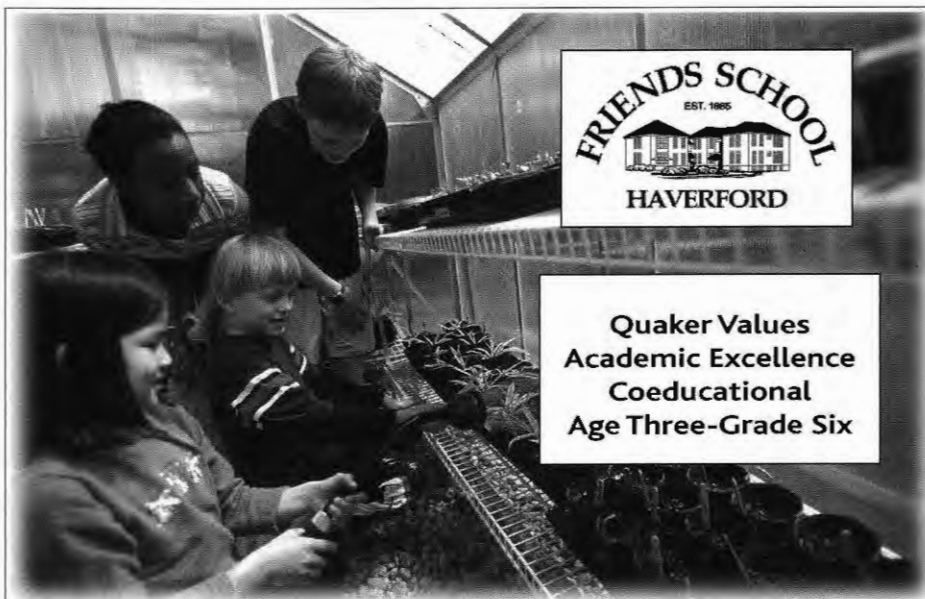 FRIENDS SCHOOL
EST. 1885
HAVERFORD
Quaker Values
Academic Excellence
Coeducational
Age Three-Grade Six